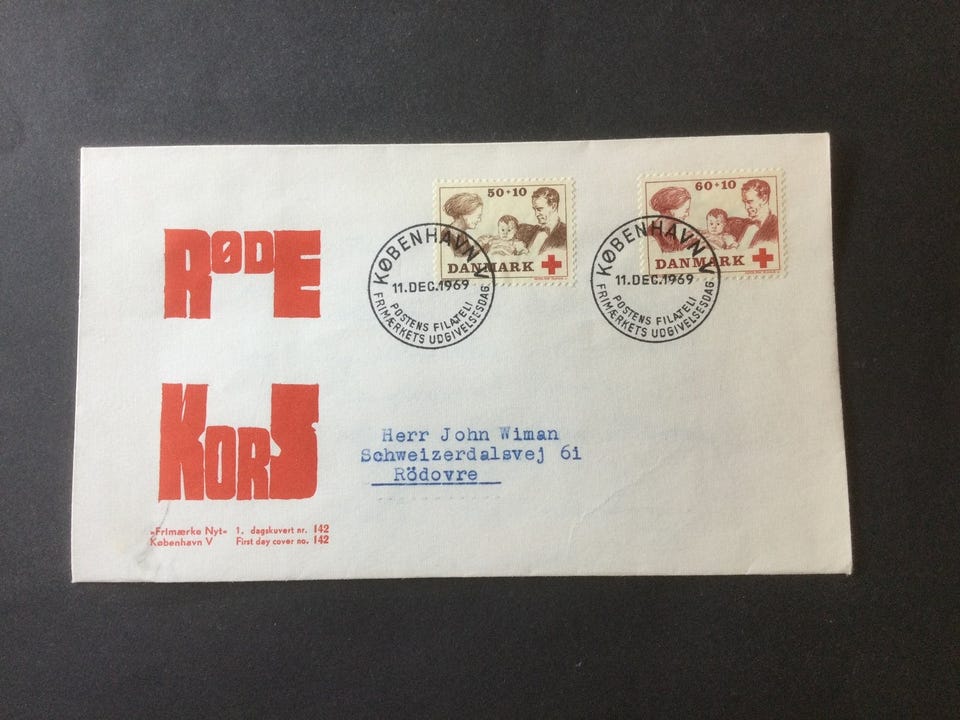 RØDE
KORS
»Frimærke Nyt« 1. dagskuvert nr. 142
København V First day cover no. 142
50+10
DANMARK
60+10
DANMARK
KØBENHAVN V
11.DEC.1969
POSTENS FILATELI
FRIMÆRKETS UDGIVELSESDAG.
KØBENHAVN V
11.DEC.1969
POSTENS FILATELI
FRIMÆRKETS UDGIVELSESDAG.
Herr John Wiman
Schweizerdalsvej 6i
Rödovre